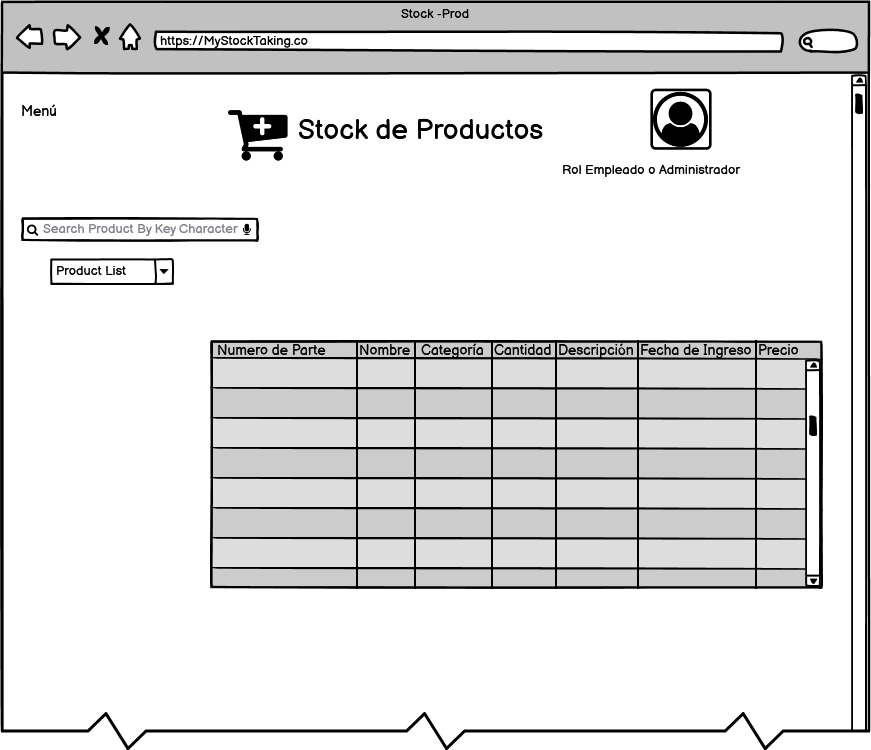 Stock -Prod
https://MyStockTaking.co
Menú
Stock de Productos
Rol Empleado o Administrador
Search Product By Key Character
Product List
Numero de Parte Nombre Categoría Cantidad Descripción Fecha de Ingreso Precio